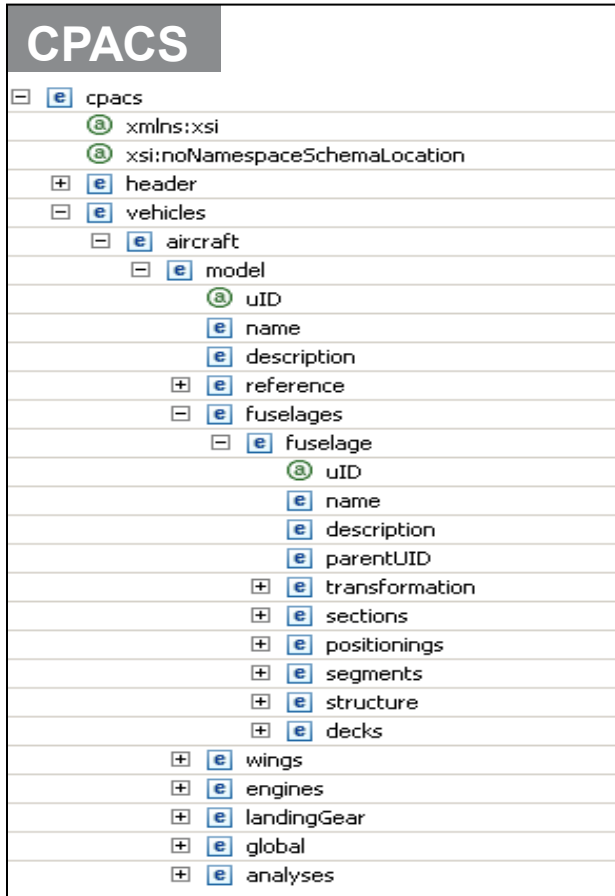 CPACS
cpacs
xmlns:xsi
xsi:noNamespaceSchemaLocation
header
vehicles
aircraft
model
uID
name
description
reference
fuselages
fuselage
uID
name
description
parentUID
transformation
sections
positionings
segments
structure
decks
wings
engines
landingGear
global
analyses